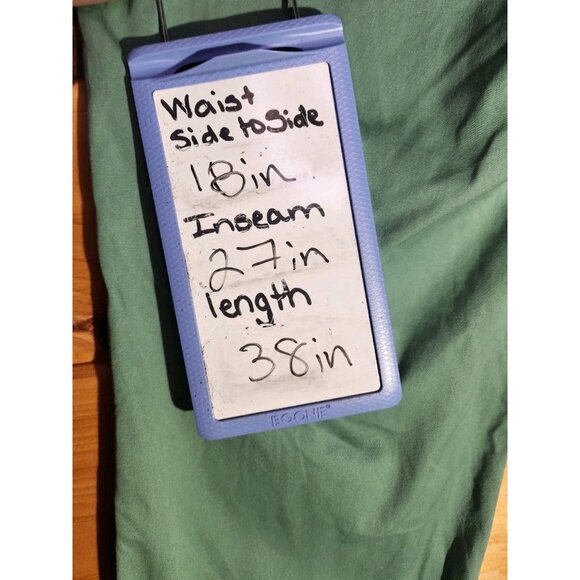 Waist
Side to Side
18in
Inseam
27in
length
38in
BOONE®